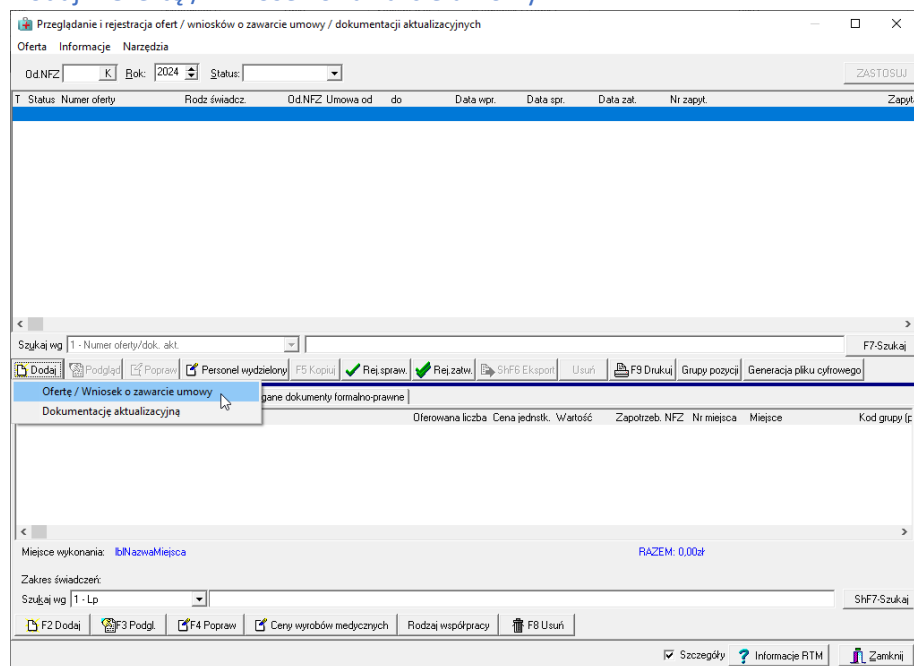 Przeglądanie i rejestracja ofert / wniosków o zawarcie umowy / dokumentacji aktualizacyjnych
Oferta Informacje Narzędzia
Od.NFZ K Rok: 2024 Status: ZASTOSUJ
T Status Numer oferty Rodz świadcz. Od.NFZ Umowa od do Data wpr. Data spr. Data zat. Nr zapyt. Zapyt
Szukaj wg 1 - Numer oferty/dok. akt. F7-Szukaj
Dodaj Podgląd Popraw Personel wydzielony F5 Kopiuj Rej.spraw. Rej.zatw. ShF6 Eksport Usuń F9 Drukuj Grupy pozycji Generacja pliku cyfrowego
Ofertę / Wniosek o zawarcie umowy gane dokumenty formalno-prawne
Dokumentację aktualizacyjną
Oferowana liczba Cena jednstk. Wartość Zapotrzeb. NFZ Nr miejsca Miejsce Kod grupy (p
Miejsce wykonania: lblNazwaMiejsca RAZEM: 0,00zł
Zakres świadczeń:
Szukaj wg 1 - Lp ShF7-Szukaj
F2 Dodaj F3 Podgl. F4 Popraw Ceny wyrobów medycznych Rodzaj współpracy F8 Usuń
Szczegóły Informacje RTM Zamknij